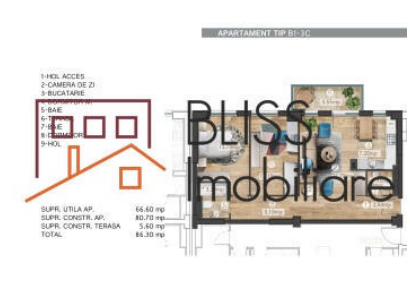 APARTAMENT TIP B1-3C
1-HOL ACCES
2-CAMERA DE ZI
3-BUCATARIE
5-BAIE
9-HOL
BLISS
imobiliare
SUPR. UTILA AP. 66.60 mp
SUPR. CONSTR. AP. 80.70 mp
SUPR. CONSTR. TERASA 5.60 mp
TOTAL 86.30 mp